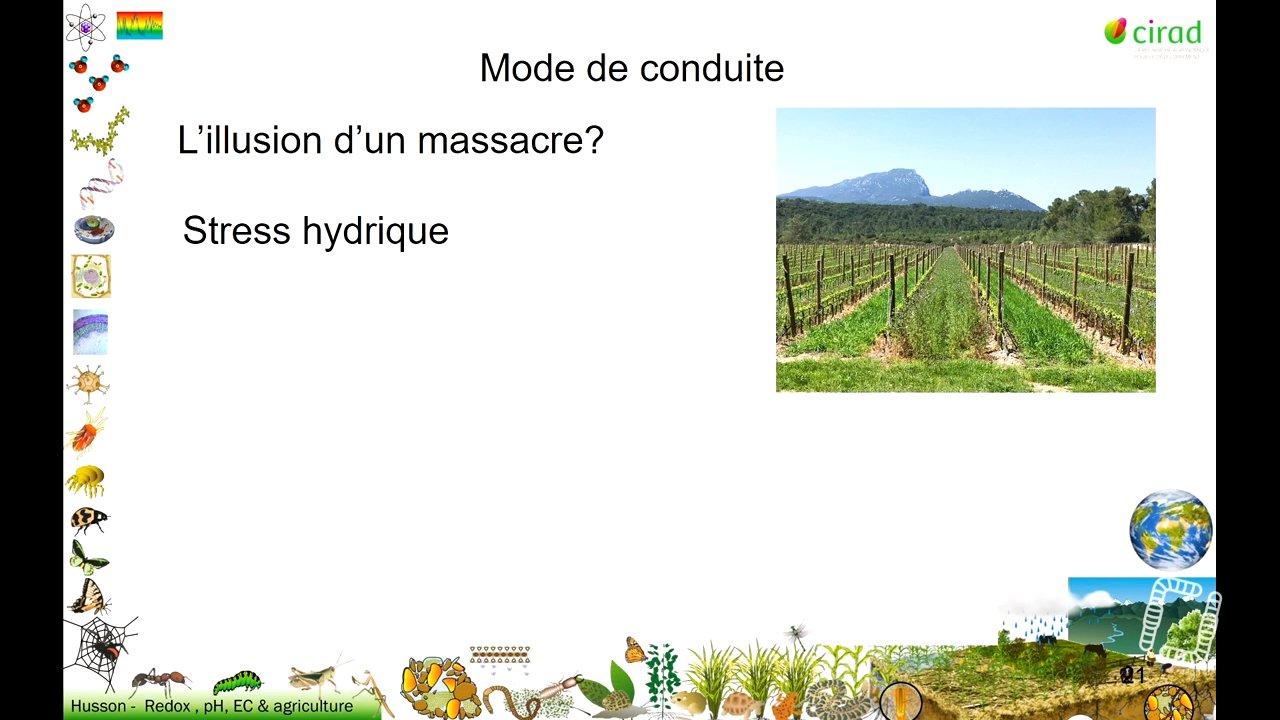 cirad
Mode de conduite
L’illusion d’un massacre?
Stress hydrique
Husson - Redox , pH, EC & agriculture